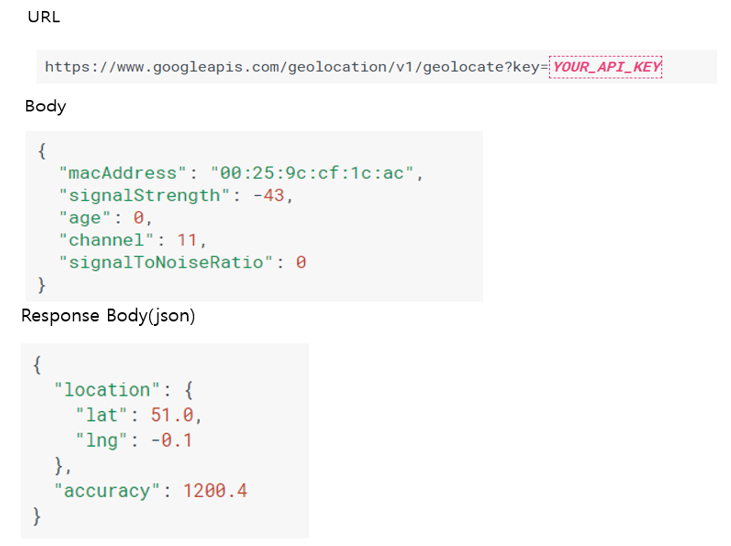 URL
https://www.googleapis.com/geolocation/v1/geolocate?key=YOUR_API_KEY
Body
{
"macAddress": "00:25:9c:cf:1c:ac",
"signalStrength": -43,
"age": 0,
"channel": 11,
"signalToNoiseRatio": 0
}
Response Body(json)
{
"location": {
"lat": 51.0,
"lng": -0.1
},
"accuracy": 1200.4
}